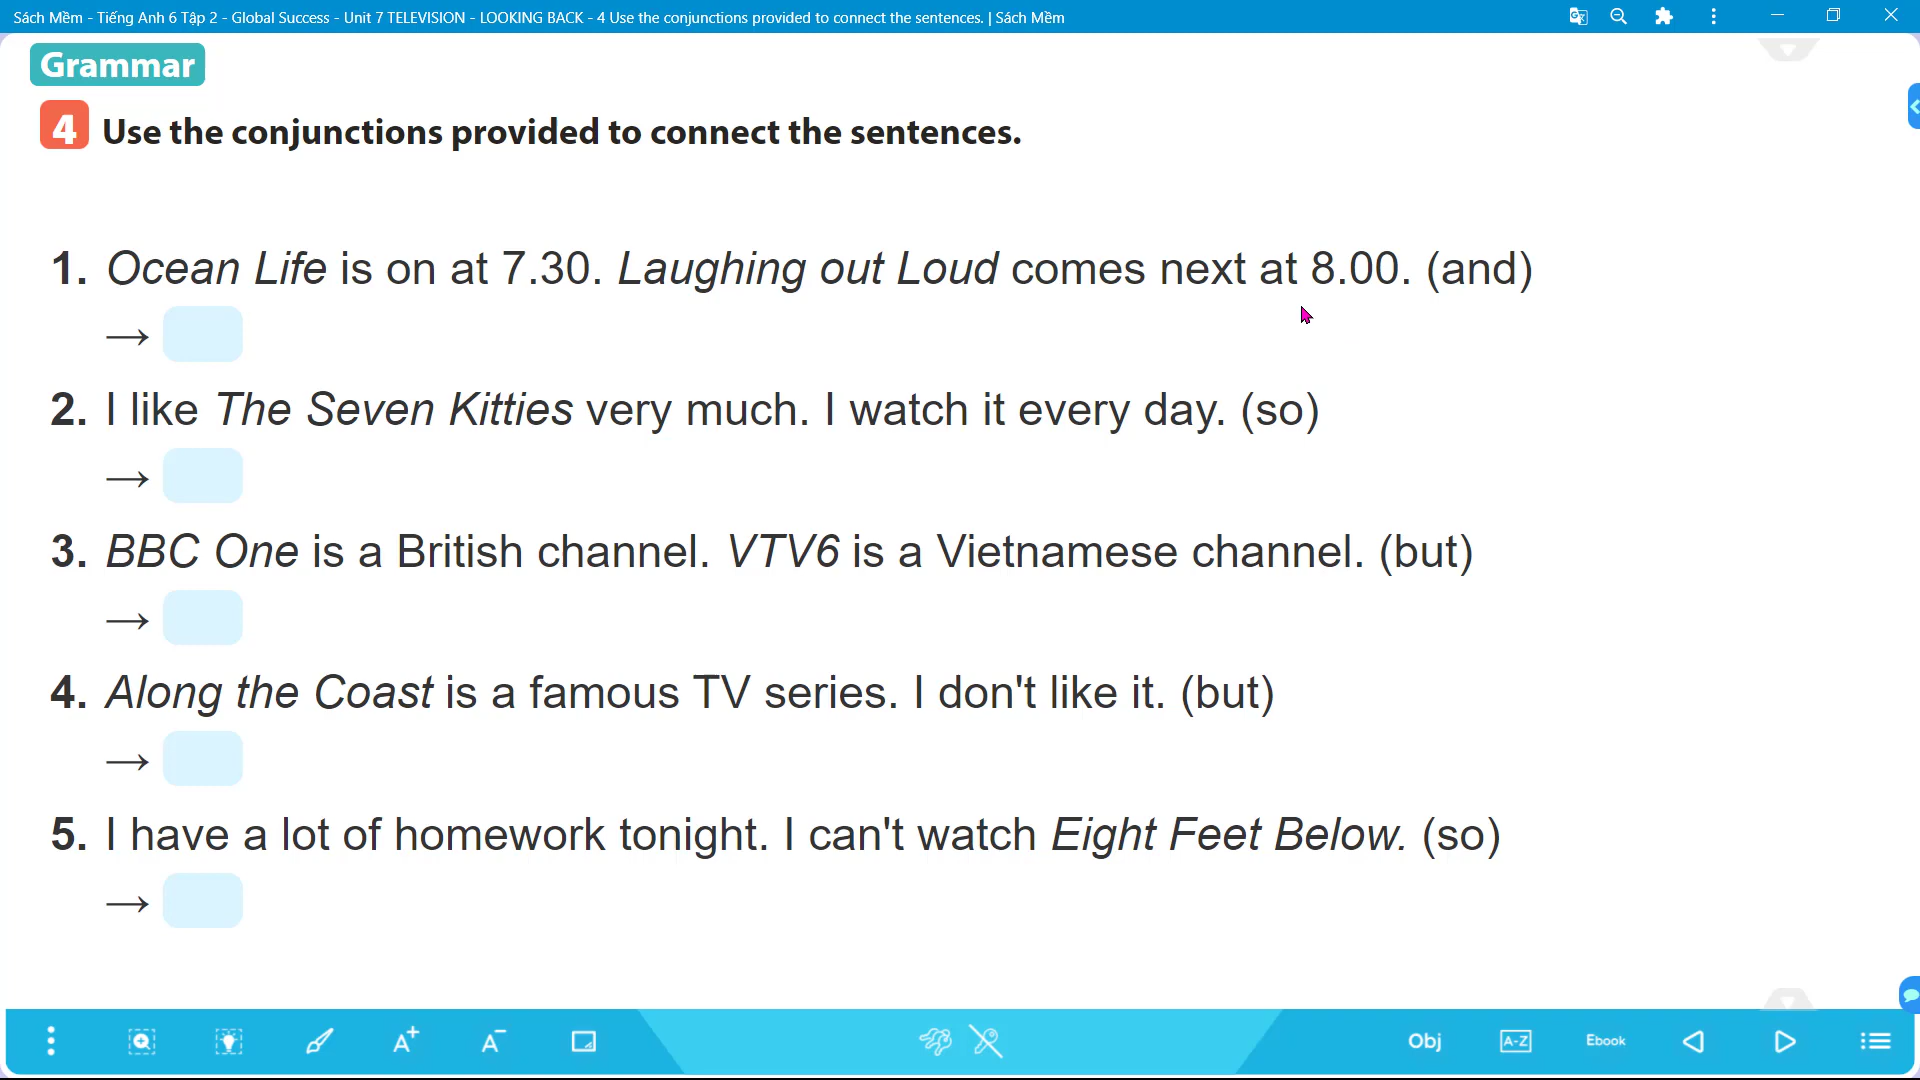 Sách Mềm - Tiếng Anh 6 Tập 2 - Global Success - Unit 7 TELEVISION - LOOKING BACK - 4 Use the conjunctions provided to connect the sentences. | Sách Mềm
Grammar
4 Use the conjunctions provided to connect the sentences.
1. Ocean Life is on at 7.30. Laughing out Loud comes next at 8.00. (and)
→
2. I like The Seven Kitties very much. I watch it every day. (so)
→
3. BBC One is a British channel. VTV6 is a Vietnamese channel. (but)
→
4. Along the Coast is a famous TV series. I don't like it. (but)
→
5. I have a lot of homework tonight. I can't watch Eight Feet Below. (so)
→
A+ A- Obj A-Z Ebook